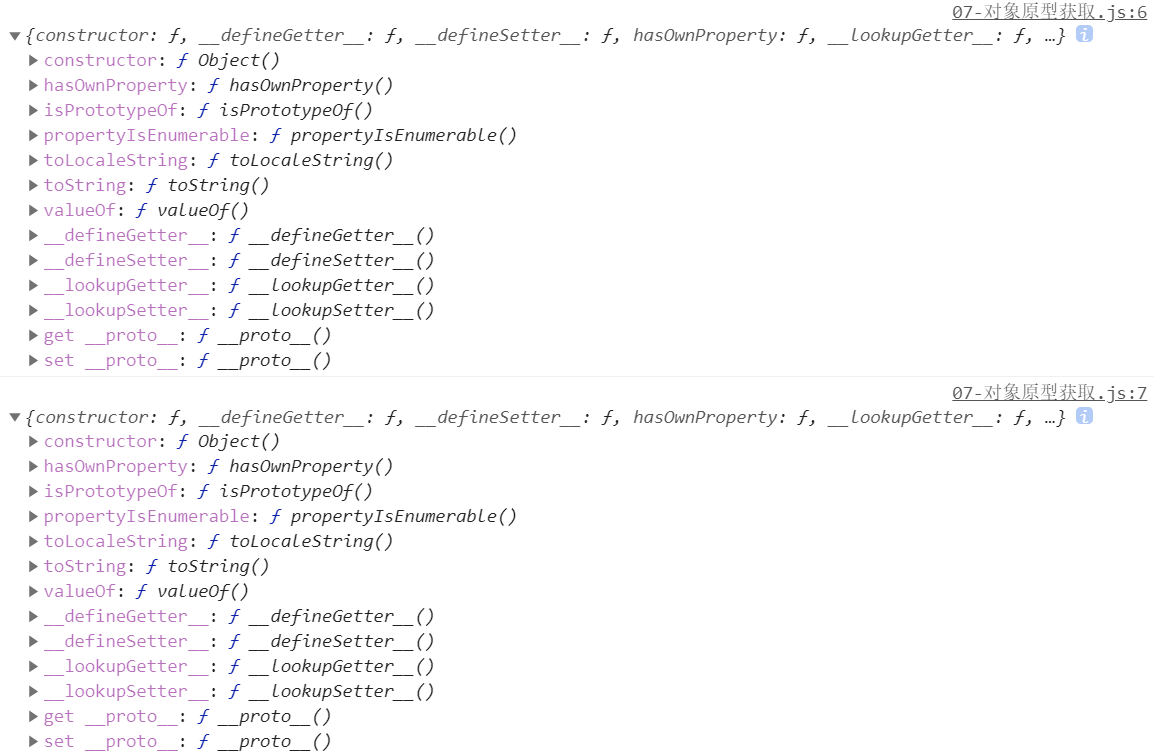 07-对象原型获取.js:6
▼{constructor: ƒ, __defineGetter__: ƒ, __defineSetter__: ƒ, hasOwnProperty: ƒ, __lookupGetter__: ƒ, …} i
▶constructor: ƒ Object()
▶hasOwnProperty: ƒ hasOwnProperty()
▶isPrototypeOf: ƒ isPrototypeOf()
▶propertyIsEnumerable: ƒ propertyIsEnumerable()
▶toLocaleString: ƒ toLocaleString()
▶toString: ƒ toString()
▶valueOf: ƒ valueOf()
▶__defineGetter__: ƒ __defineGetter__()
▶__defineSetter__: ƒ __defineSetter__()
▶__lookupGetter__: ƒ __lookupGetter__()
▶__lookupSetter__: ƒ __lookupSetter__()
▶get __proto__: ƒ __proto__()
▶set __proto__: ƒ __proto__()
07-对象原型获取.js:7
▼{constructor: ƒ, __defineGetter__: ƒ, __defineSetter__: ƒ, hasOwnProperty: ƒ, __lookupGetter__: ƒ, …} i
▶constructor: ƒ Object()
▶hasOwnProperty: ƒ hasOwnProperty()
▶isPrototypeOf: ƒ isPrototypeOf()
▶propertyIsEnumerable: ƒ propertyIsEnumerable()
▶toLocaleString: ƒ toLocaleString()
▶toString: ƒ toString()
▶valueOf: ƒ valueOf()
▶__defineGetter__: ƒ __defineGetter__()
▶__defineSetter__: ƒ __defineSetter__()
▶__lookupGetter__: ƒ __lookupGetter__()
▶__lookupSetter__: ƒ __lookupSetter__()
▶get __proto__: ƒ __proto__()
▶set __proto__: ƒ __proto__()